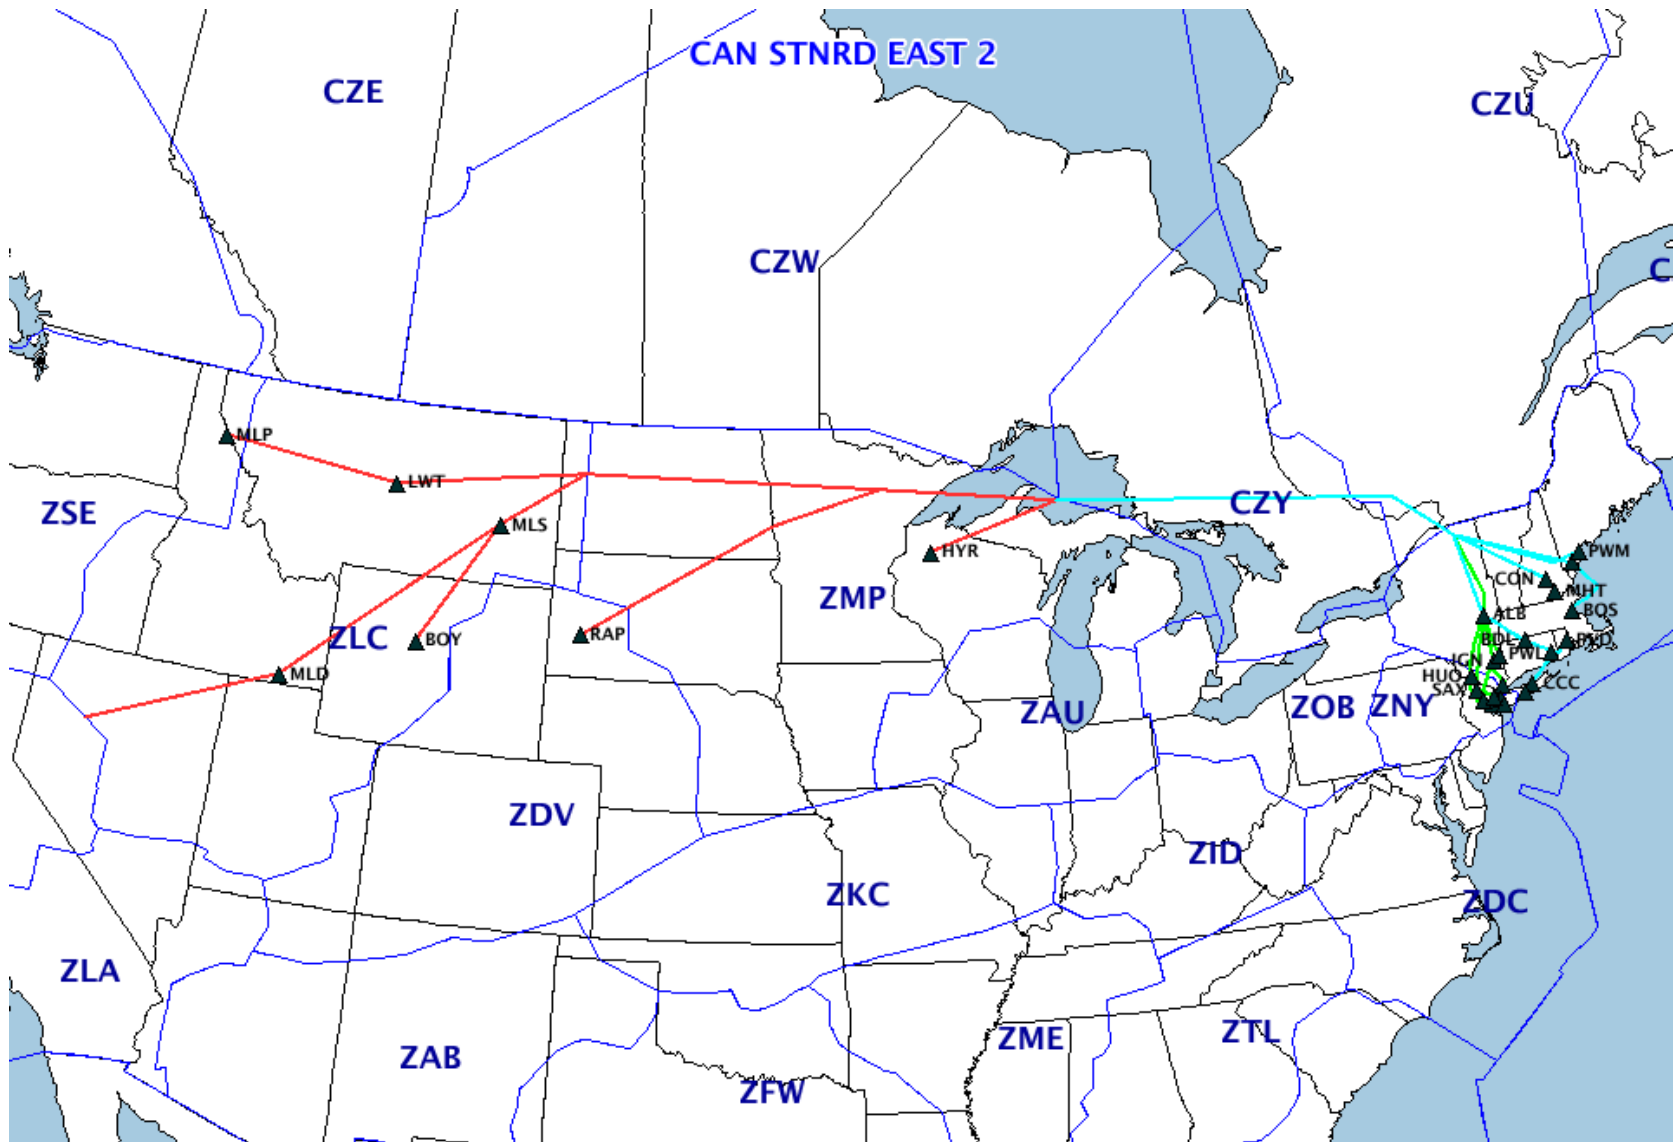 CAN STNRD EAST 2
CZE
CZU
CZW
C
MLP
LWT
ZSE
MLS
CZY
HYR
PWM
CON
MHT
ZMP
BOS
ALB
ZLC
BOY
RAP
BDL
PVD
PWL
IGN
MLD
HUO
CCC
SAX
ZAU
ZOB
ZNY
ZDV
ZID
ZKC
ZDC
ZLA
ZME
ZTL
ZAB
ZFW